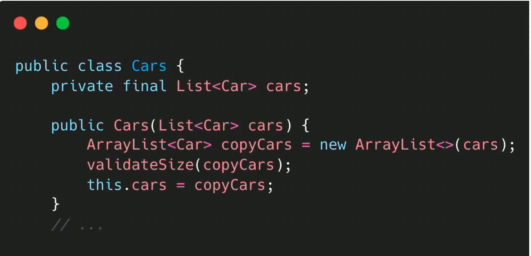 public class Cars {
private final List<Car> cars;
public Cars(List<Car> cars) {
ArrayList<Car> copyCars = new ArrayList<>(cars);
validateSize(copyCars);
this.cars = copyCars;
}
// ...